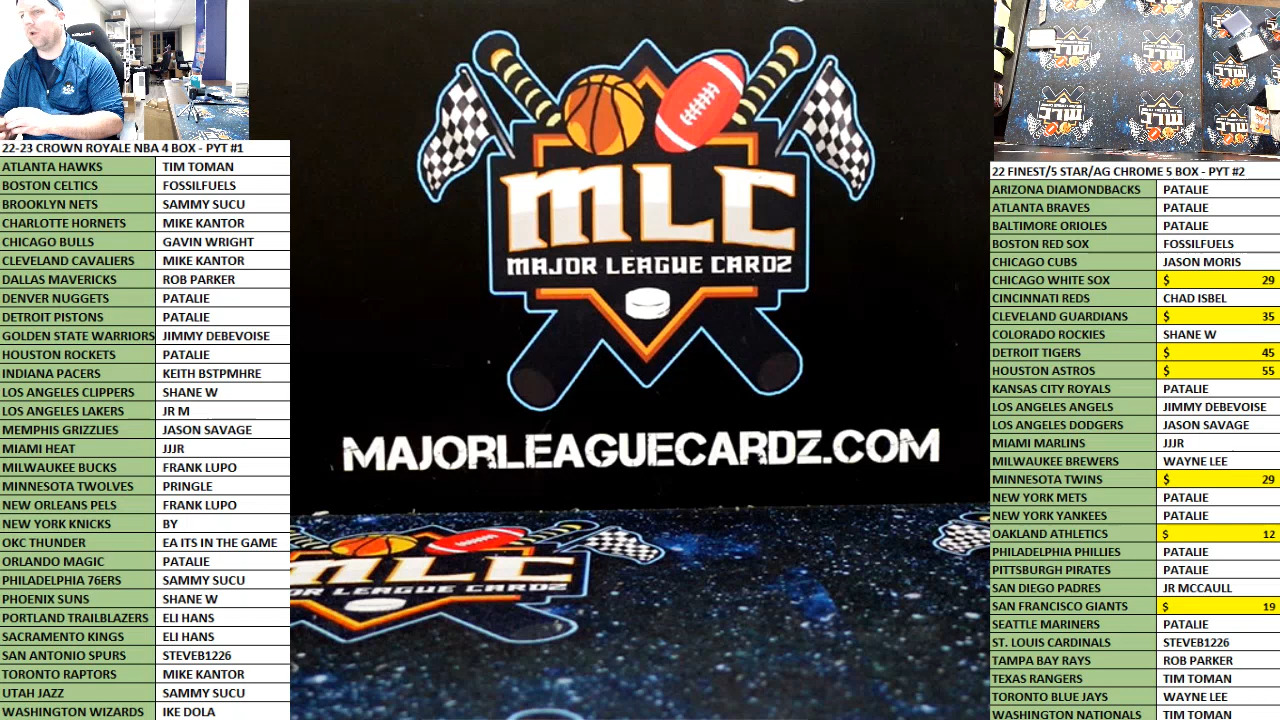 22-23 CROWN ROYALE NBA 4 BOX - PYT #1
ATLANTA HAWKS TIM TOMAN
BOSTON CELTICS FOSSILFUELS
BROOKLYN NETS SAMMY SUCU
CHARLOTTE HORNETS MIKE KANTOR
CHICAGO BULLS GAVIN WRIGHT
CLEVELAND CAVALIERS MIKE KANTOR
DALLAS MAVERICKS ROB PARKER
DENVER NUGGETS PATALIE
DETROIT PISTONS PATALIE
GOLDEN STATE WARRIORS JIMMY DEBEVOISE
HOUSTON ROCKETS PATALIE
INDIANA PACERS KEITH BSTPMHRE
LOS ANGELES CLIPPERS SHANE W
LOS ANGELES LAKERS JR M
MEMPHIS GRIZZLIES JASON SAVAGE
MIAMI HEAT JJJR
MILWAUKEE BUCKS FRANK LUPO
MINNESOTA TWOLVES PRINGLE
NEW ORLEANS PELS FRANK LUPO
NEW YORK KNICKS BY
OKC THUNDER EA ITS IN THE GAME
ORLANDO MAGIC PATALIE
PHILADELPHIA 76ERS SAMMY SUCU
PHOENIX SUNS SHANE W
PORTLAND TRAILBLAZERS ELI HANS
SACRAMENTO KINGS ELI HANS
SAN ANTONIO SPURS STEVEB1226
TORONTO RAPTORS MIKE KANTOR
UTAH JAZZ SAMMY SUCU
WASHINGTON WIZARDS IKE DOLA
MLC
MAJOR LEAGUE CARDZ
MAJORLEAGUECARDZ.COM
MLC
OR LEAGUE CARDZ
22 FINEST/5 STAR/AG CHROME 5 BOX - PYT #2
ARIZONA DIAMONDBACKS PATALIE
ATLANTA BRAVES PATALIE
BALTIMORE ORIOLES PATALIE
BOSTON RED SOX FOSSILFUELS
CHICAGO CUBS JASON MORIS
CHICAGO WHITE SOX $ 29
CINCINNATI REDS CHAD ISBEL
CLEVELAND GUARDIANS $ 35
COLORADO ROCKIES SHANE W
DETROIT TIGERS $ 45
HOUSTON ASTROS $ 55
KANSAS CITY ROYALS PATALIE
LOS ANGELES ANGELS JIMMY DEBEVOISE
LOS ANGELES DODGERS JASON SAVAGE
MIAMI MARLINS JJJR
MILWAUKEE BREWERS WAYNE LEE
MINNESOTA TWINS $ 29
NEW YORK METS PATALIE
NEW YORK YANKEES PATALIE
OAKLAND ATHLETICS $ 12
PHILADELPHIA PHILLIES PATALIE
PITTSBURGH PIRATES PATALIE
SAN DIEGO PADRES JR MCCAULL
SAN FRANCISCO GIANTS $ 19
SEATTLE MARINERS PATALIE
ST. LOUIS CARDINALS STEVEB1226
TAMPA BAY RAYS ROB PARKER
TEXAS RANGERS TIM TOMAN
TORONTO BLUE JAYS WAYNE LEE
WASHINGTON NATIONALS TIM TOMAN